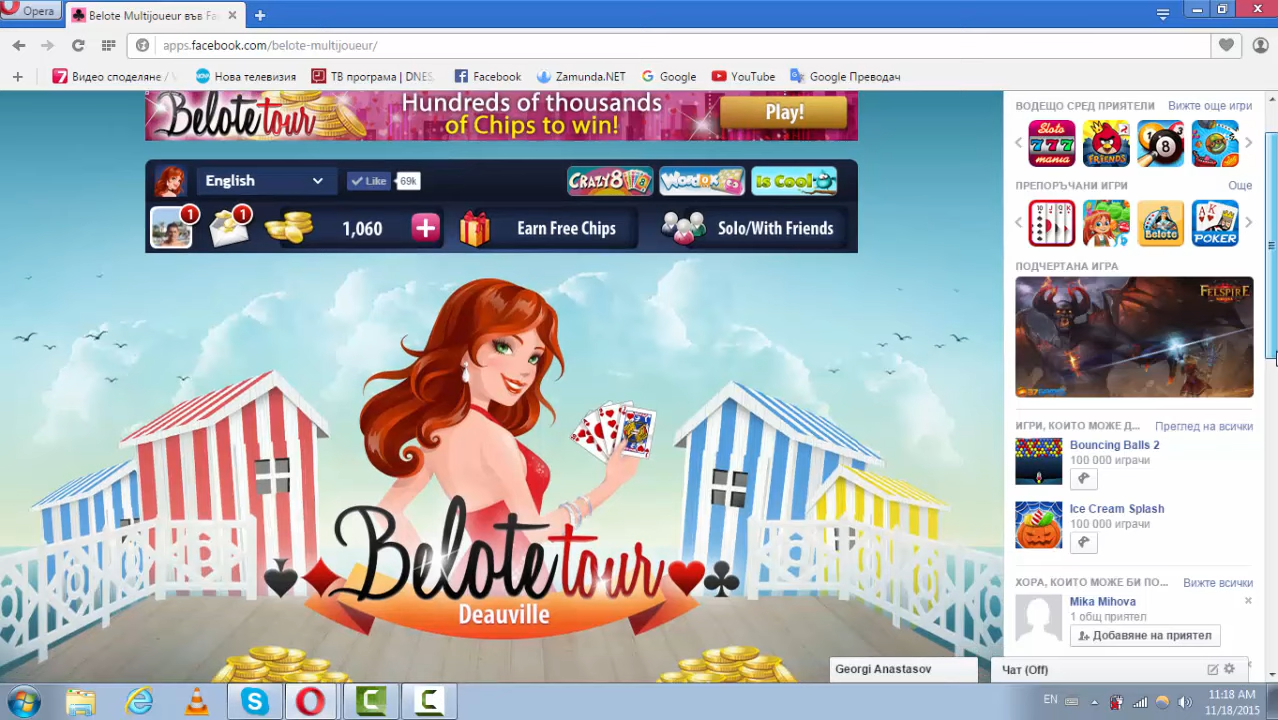 Opera
Belote Multijoueur във Fa
apps.facebook.com/belote-multijoueur/
Видео споделяне / V
Нова телевизия
ТВ програма | DNES.
Facebook
Zamunda.NET
Google
YouTube
Google Преводач
Belote tour
Hundreds of thousands
of Chips to win!
Play!
English
Like
69k
CRAZY8
WORDOX
IS COOL
1
1
1,060
Earn Free Chips
Solo/With Friends
Belote tour
Deauville
ВОДЕЩО СРЕД ПРИЯТЕЛИ
Вижте още игри
Sloto
777
mania
FRIENDS
8
ПРЕПОРЪЧАНИ ИГРИ
Още
Belote
POKER
ПОДЧЕРТАНА ИГРА
FELSPIRE
ИГРИ, КОИТО МОЖЕ Д...
Преглед на всички
Bouncing Balls 2
100 000 играчи
Ice Cream Splash
100 000 играчи
ХОРА, КОИТО МОЖЕ БИ ПО...
Вижте всички
Mika Mihova
1 общ приятел
Добавяне на приятел
Georgi Anastasov
Чат (Off)
EN
11:18 AM
11/18/2015